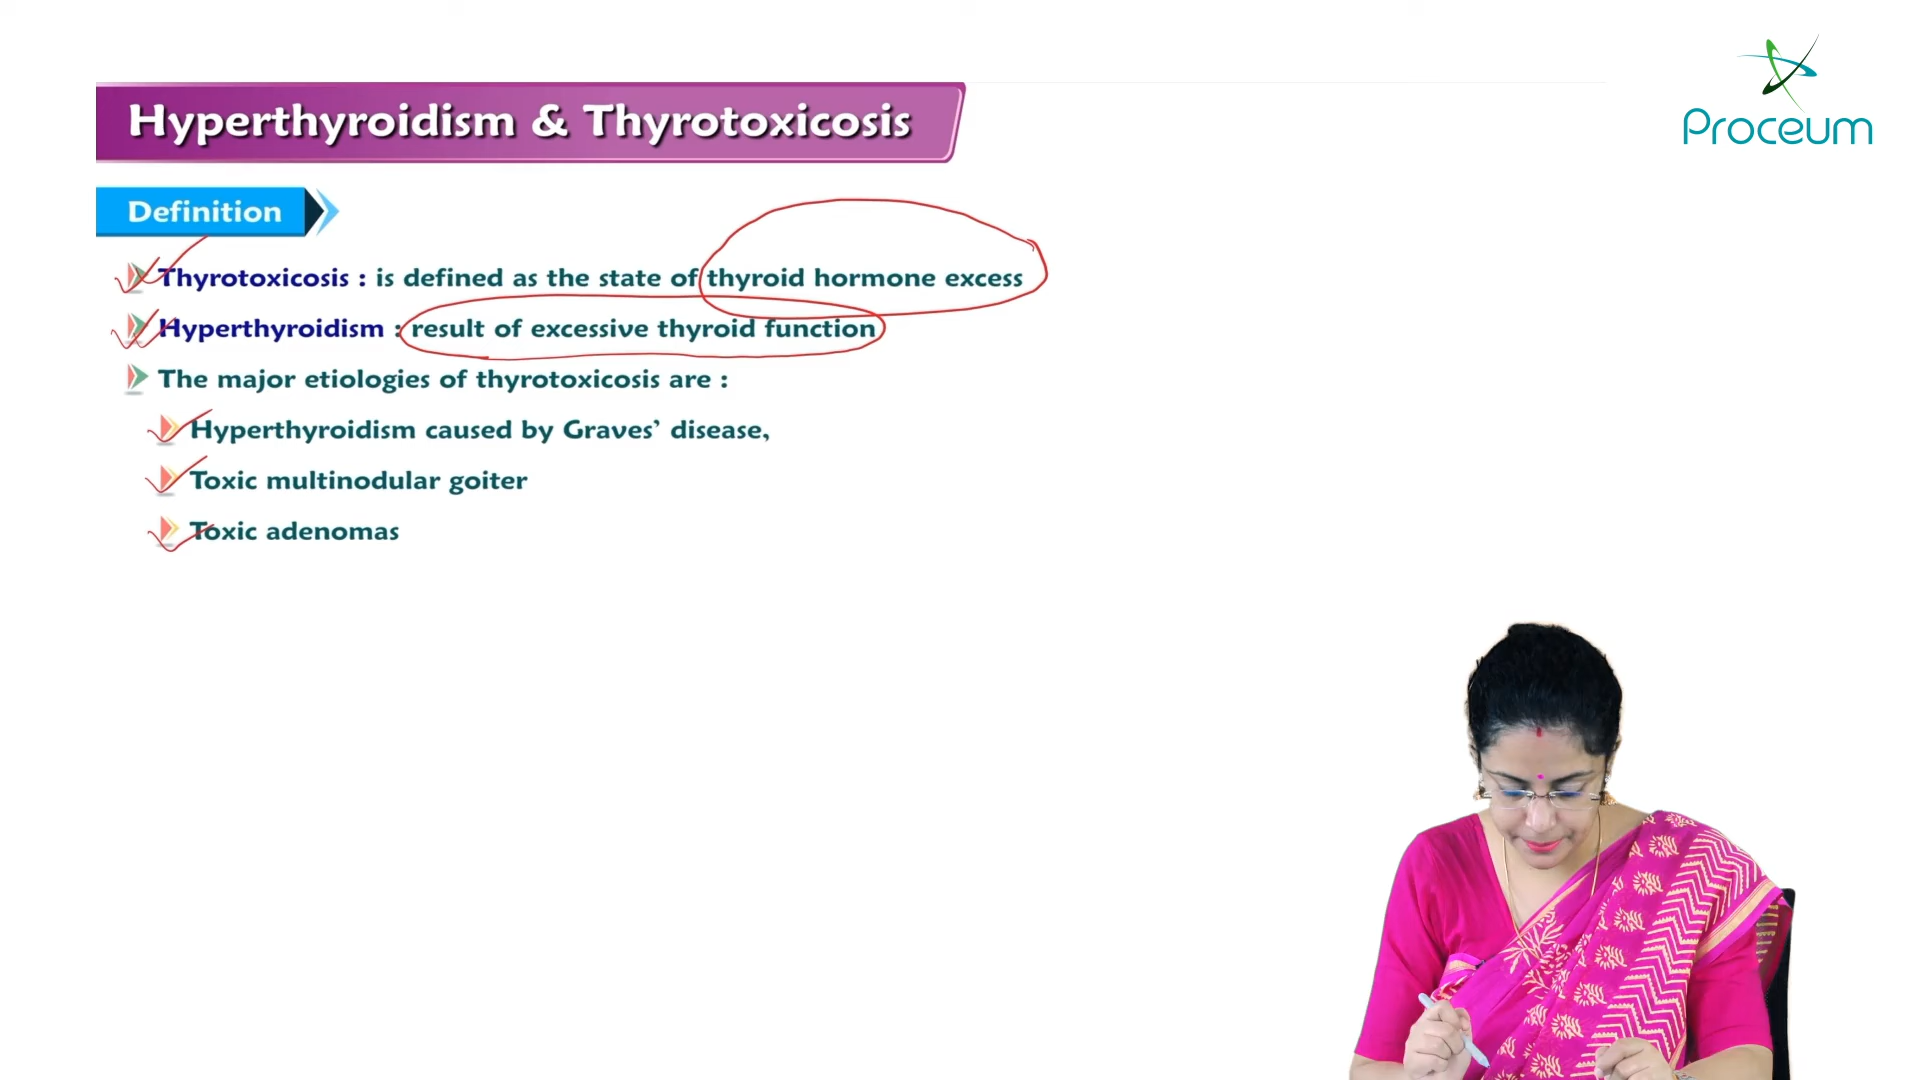 Proceum
Hyperthyroidism & Thyrotoxicosis
Definition
Thyrotoxicosis : is defined as the state of thyroid hormone excess
Hyperthyroidism : result of excessive thyroid function
The major etiologies of thyrotoxicosis are :
Hyperthyroidism caused by Graves’ disease,
Toxic multinodular goiter
Toxic adenomas